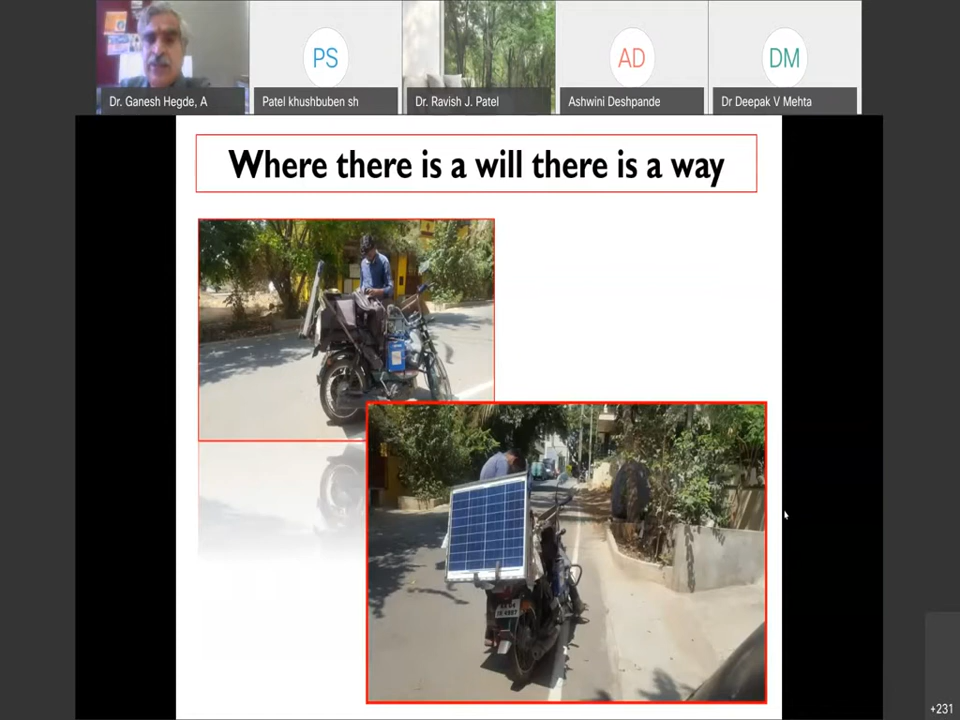 PS
AD
DM
Dr. Ganesh Hegde, A
Patel khushbuben sh
Dr. Ravish J. Patel
Ashwini Deshpande
Dr Deepak V Mehta
Where there is a will there is a way
+231